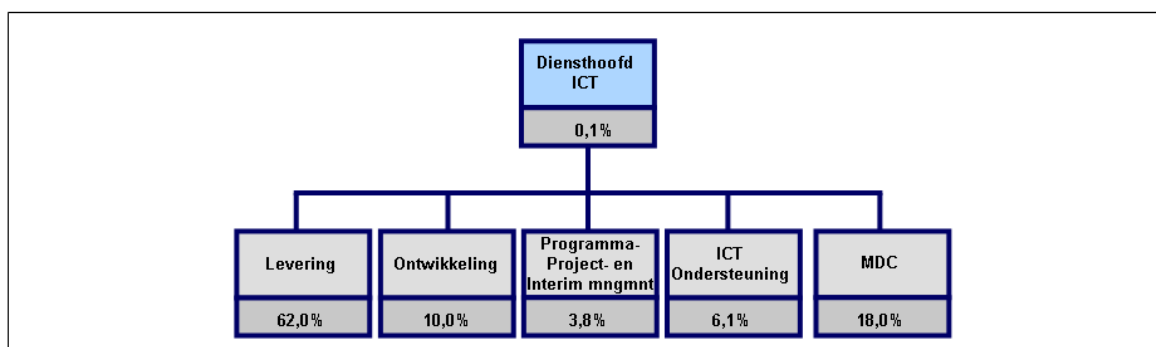 Diensthoofd
ICT
0,1%
Levering
62,0%
Ontwikkeling
10,0%
Programma-
Project- en
Interim mngmnt
3,8%
ICT
Ondersteuning
6,1%
MDC
18,0%